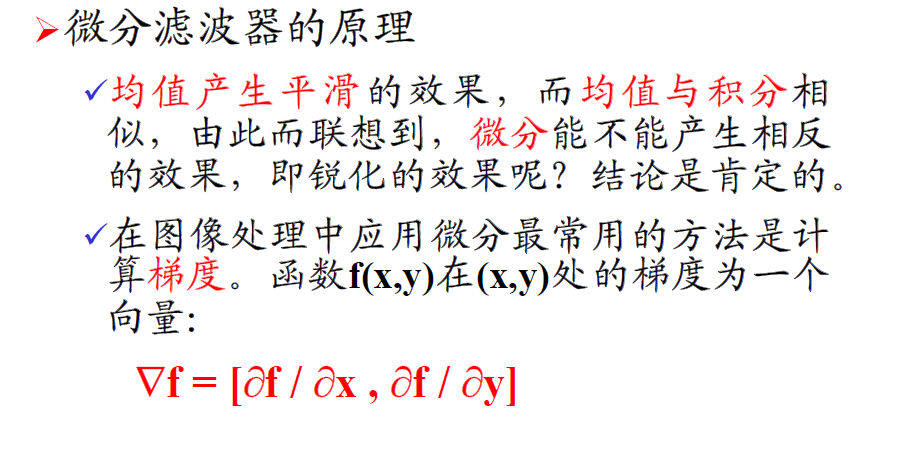 ➢微分滤波器的原理
✓均值产生平滑的效果，而均值与积分相
似，由此而联想到，微分能不能产生相反
的效果，即锐化的效果呢？结论是肯定的。
✓在图像处理中应用微分最常用的方法是计
算梯度。函数f(x,y)在(x,y)处的梯度为一个
向量：
∇f = [∂f / ∂x , ∂f / ∂y]